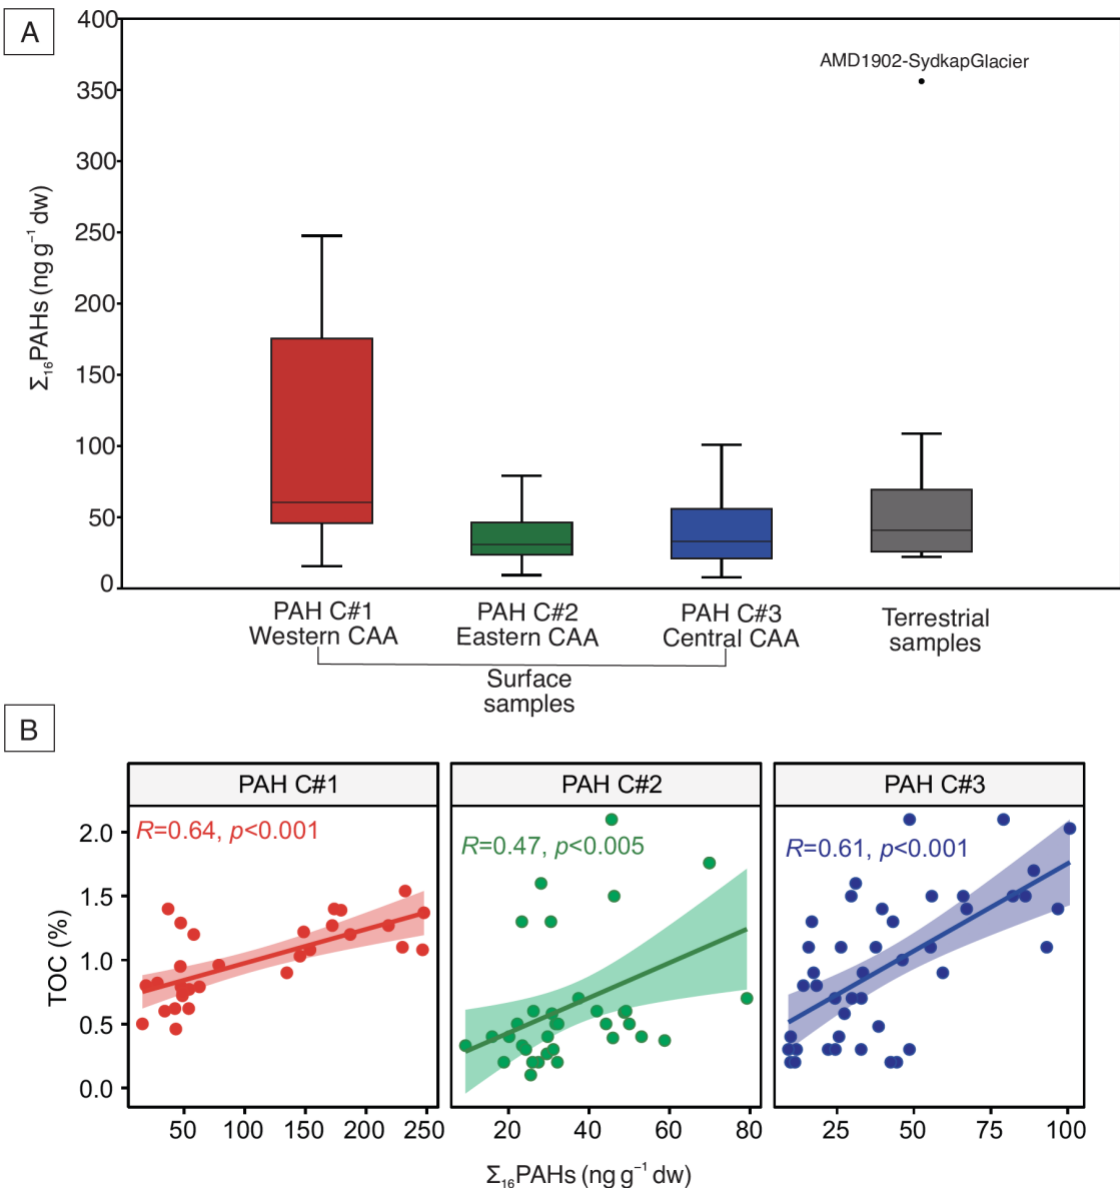 A
400
350
300
250
200
150
100
50
0
Σ₁₆PAHs (ng g⁻¹ dw)
AMD1902-SydkapGlacier
PAH C#1
Western CAA
PAH C#2
Eastern CAA
PAH C#3
Central CAA
Terrestrial
samples
Surface
samples
B
PAH C#1
PAH C#2
PAH C#3
R=0.64, p<0.001
R=0.47, p<0.005
R=0.61, p<0.001
TOC (%)
2.0
1.5
1.0
0.5
0.0
50 100 150 200 250
20 40 60 80
25 50 75 100
Σ₁₆PAHs (ng g⁻¹ dw)